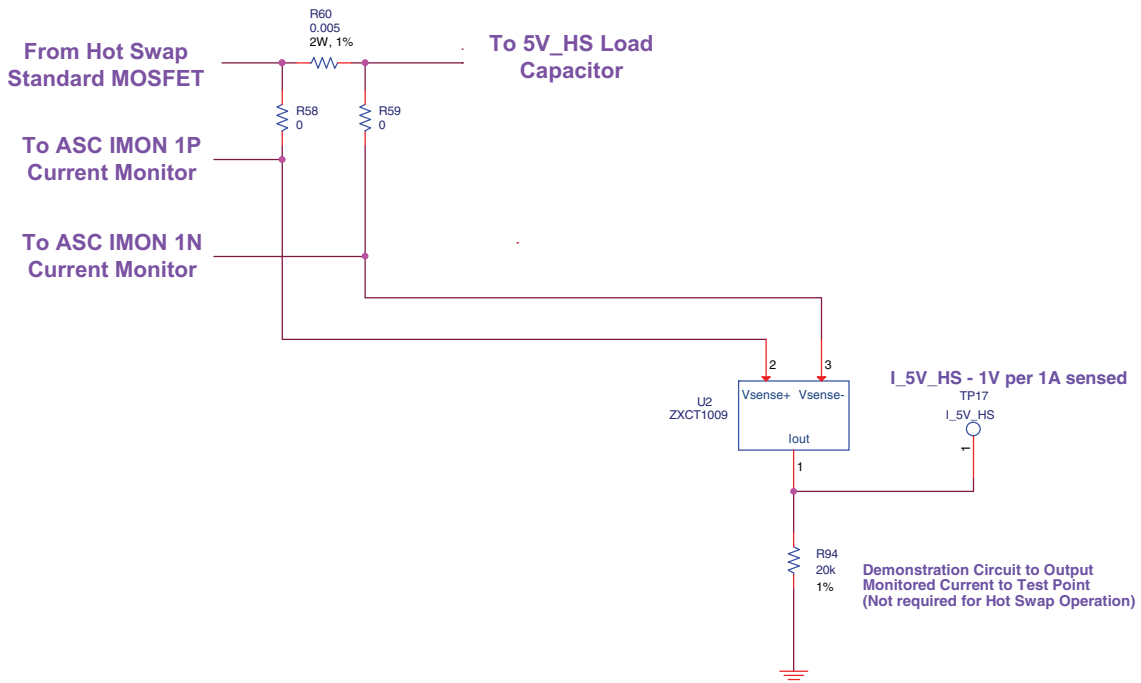 R60
0.005
2W, 1%
From Hot Swap
Standard MOSFET
To 5V_HS Load
Capacitor
R58
0
R59
0
To ASC IMON 1P
Current Monitor
To ASC IMON 1N
Current Monitor
2
3
U2
ZXCT1009
Vsense+ Vsense-
Iout
1
I_5V_HS - 1V per 1A sensed
TP17
I_5V_HS
1
R94
20k
1%
Demonstration Circuit to Output
Monitored Current to Test Point
(Not required for Hot Swap Operation)